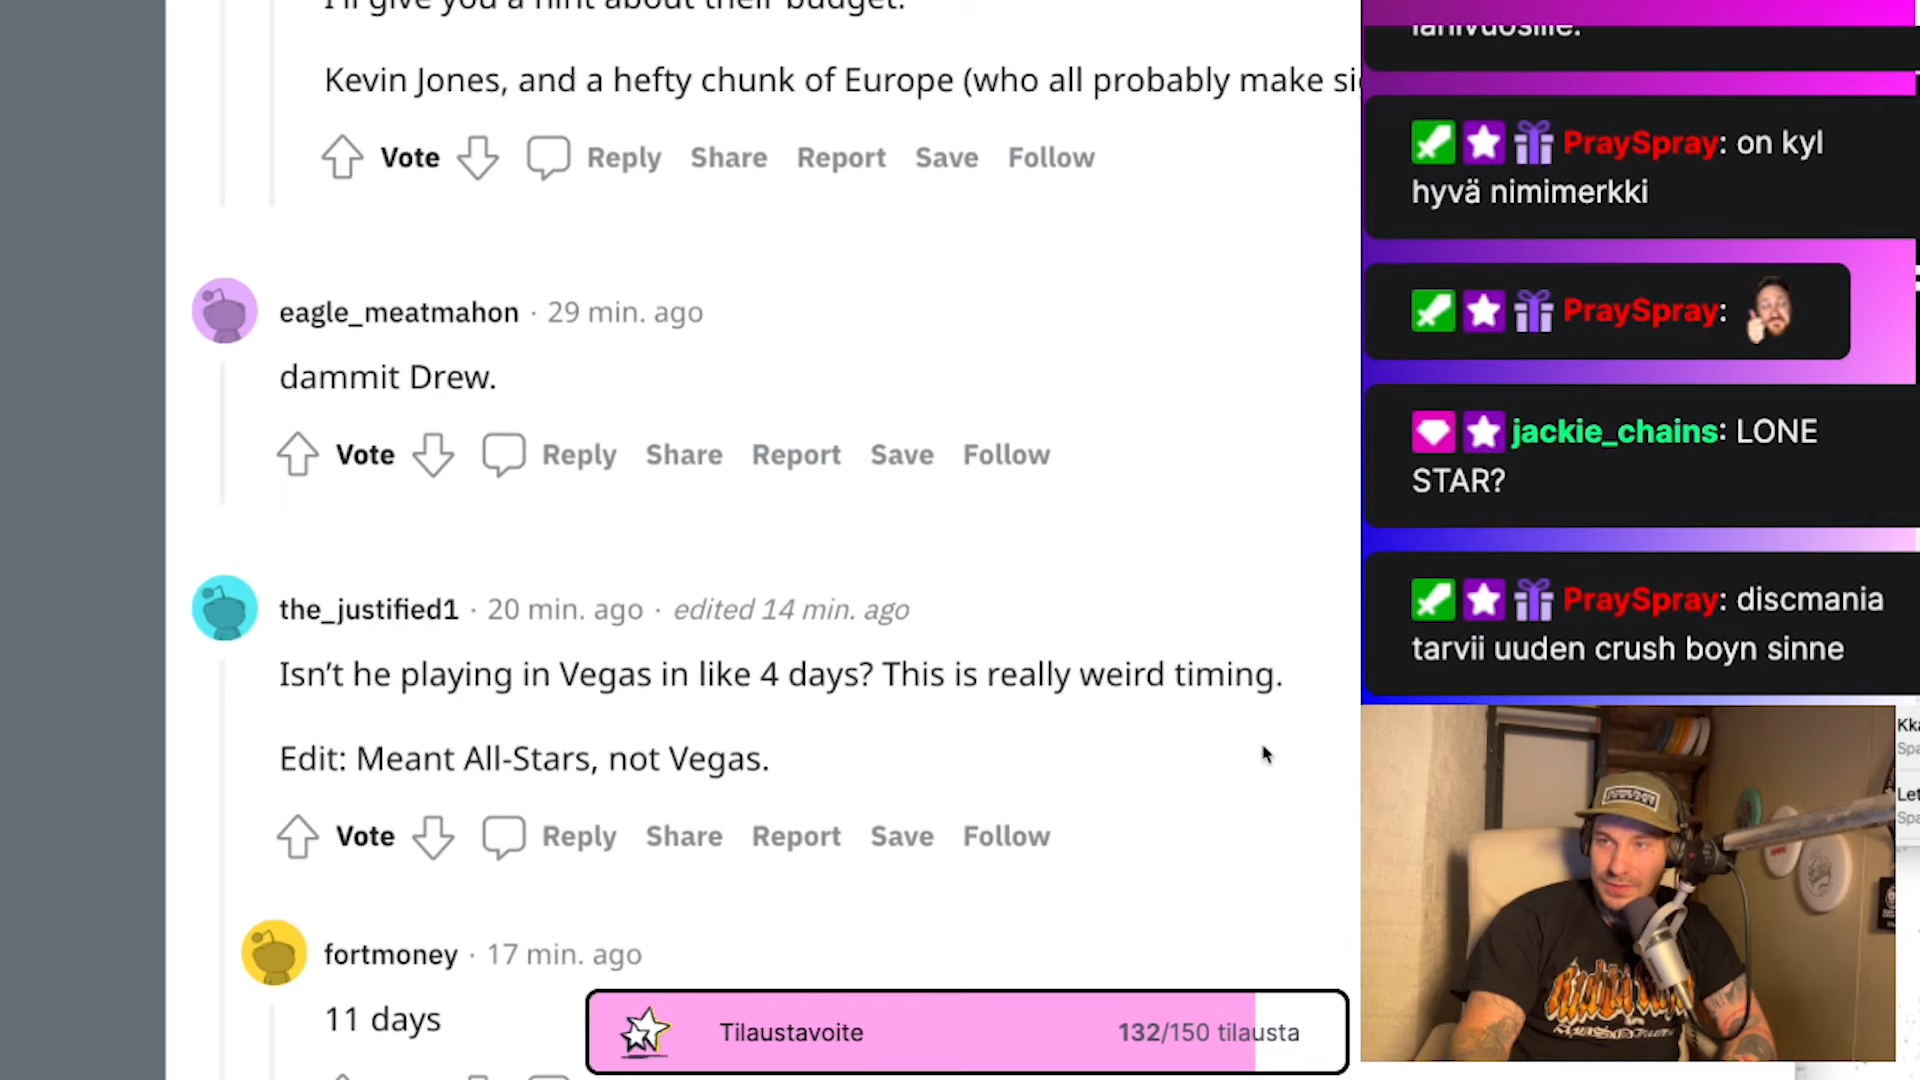 I'll give you a hint about their budget.
Kevin Jones, and a hefty chunk of Europe (who all probably make
Vote Reply Share Report Save Follow
eagle_meatmahon · 29 min. ago
dammit Drew.
Vote Reply Share Report Save Follow
the_justified1 · 20 min. ago · edited 14 min. ago
Isn't he playing in Vegas in like 4 days? This is really weird timing.
Edit: Meant All-Stars, not Vegas.
Vote Reply Share Report Save Follow
fortmoney · 17 min. ago
11 days
Tilaustavoite 132/150 tilausta
PraySpray: on kyl
hyvä nimimerkki
PraySpray:
jackie_chains: LONE
STAR?
PraySpray: discmania
tarvii uuden crush boyn sinne